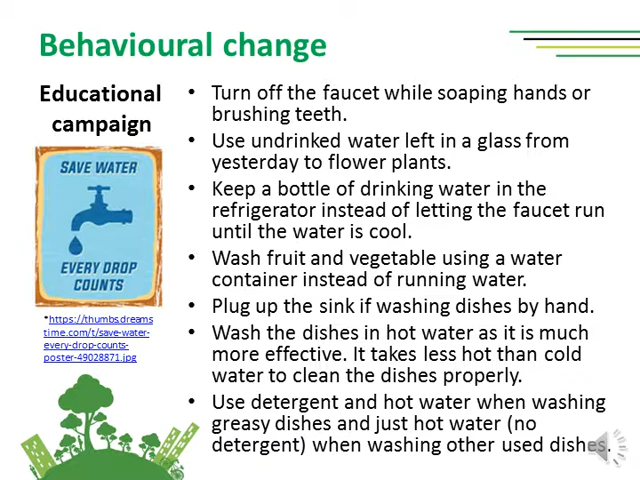 Behavioural change
Educational
campaign
SAVE WATER
EVERY DROP
COUNTS
*https://thumbs.dreams
time.com/t/save-water-
every-drop-counts-
poster-49028871.jpg
• Turn off the faucet while soaping hands or
brushing teeth.
• Use undrinked water left in a glass from
yesterday to flower plants.
• Keep a bottle of drinking water in the
refrigerator instead of letting the faucet run
until the water is cool.
• Wash fruit and vegetable using a water
container instead of running water.
• Plug up the sink if washing dishes by hand.
• Wash the dishes in hot water as it is much
more effective. It takes less hot than cold
water to clean the dishes properly.
• Use detergent and hot water when washing
greasy dishes and just hot water (no
detergent) when washing other used dishes.